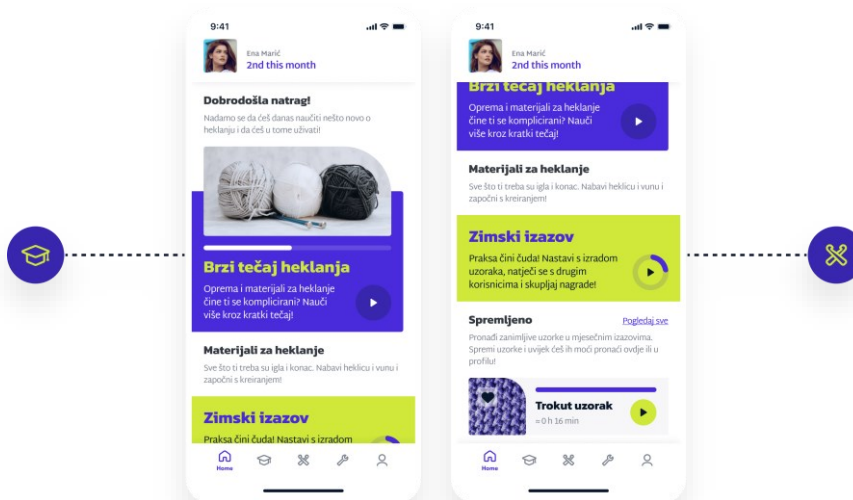 9:41
Ena Marić
2nd this month
Dobrodošla natrag!
Nadamo se da ćeš danas naučiti nešto novo o
heklanju i da ćeš u tome uživati!
Brzi tečaj heklanja
Oprema i materijali za heklanje
čine ti se komplicirani? Nauči
više kroz kratki tečaj!
Materijali za heklanje
Sve što ti treba su igla i konac. Nabavi heklicu i vunu i
započni s kreiranjem!
Zimski izazov
Praksa čini čuda! Nastavi s izradom
Home
9:41
Ena Marić
2nd this month
Brzi tečaj heklanja
Oprema i materijali za heklanje
čine ti se komplicirani? Nauči
više kroz kratki tečaj!
Materijali za heklanje
Sve što ti treba su igla i konac. Nabavi heklicu i vunu i
započni s kreiranjem!
Zimski izazov
Praksa čini čuda! Nastavi s izradom
uzoraka, natječi se s drugim
korisnicima i skupljaj nagrade!
Spremljeno Pogledaj sve
Pronađi zanimljive uzorke u mjesečnim izazovima.
Spremi uzorke i uvijek ćeš ih moći pronaći ovdje ili u
profilu!
Trokut uzorak
≈ 0 h 16 min
Home